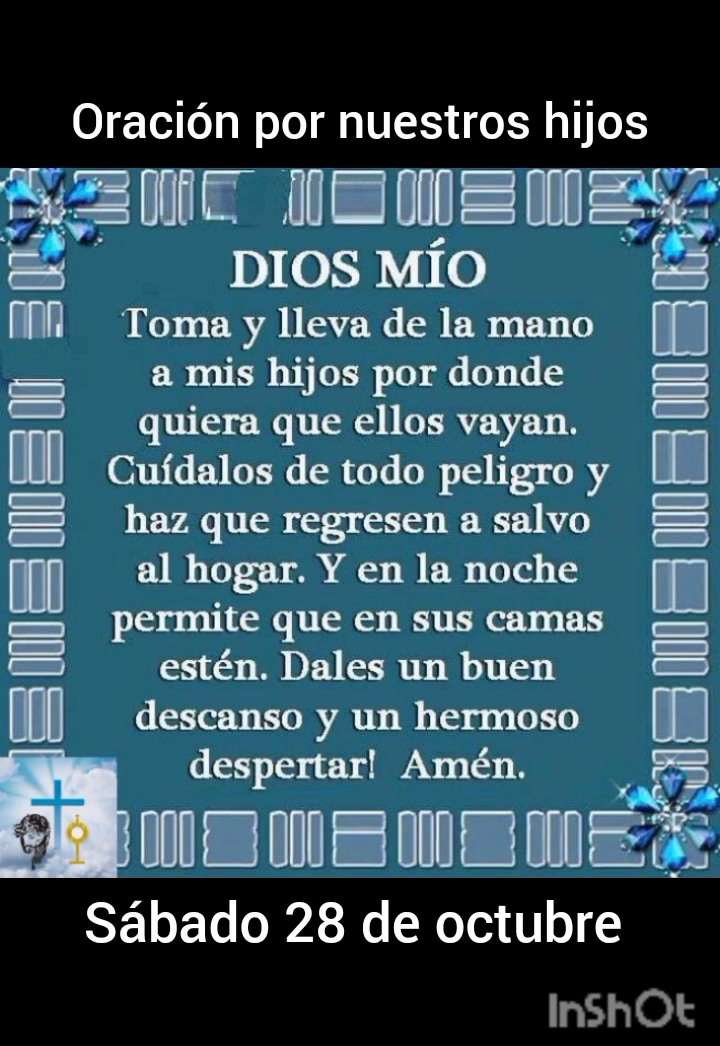 Oración por nuestros hijos
DIOS MÍO
Toma y lleva de la mano
a mis hijos por donde
quiera que ellos vayan.
Cuídalos de todo peligro y
haz que regresen a salvo
al hogar. Y en la noche
permite que en sus camas
estén. Dales un buen
descanso y un hermoso
despertar!  Amén.
Sábado 28 de octubre
InShOt